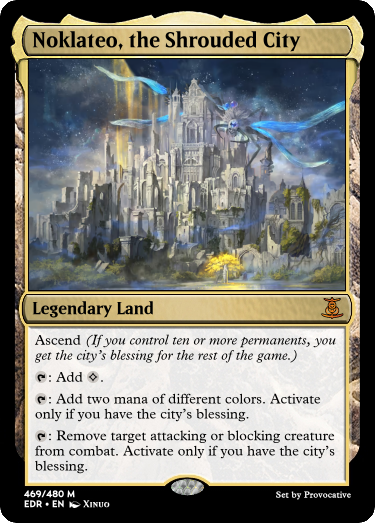 Noklateo, the Shrouded City
Legendary Land
Ascend (If you control ten or more permanents, you
get the city's blessing for the rest of the game.)
: Add .
: Add two mana of different colors. Activate
only if you have the city's blessing.
: Remove target attacking or blocking creature
from combat. Activate only if you have the city's
blessing.
469/480 M
EDR • EN Xinuo
Set by Provocative